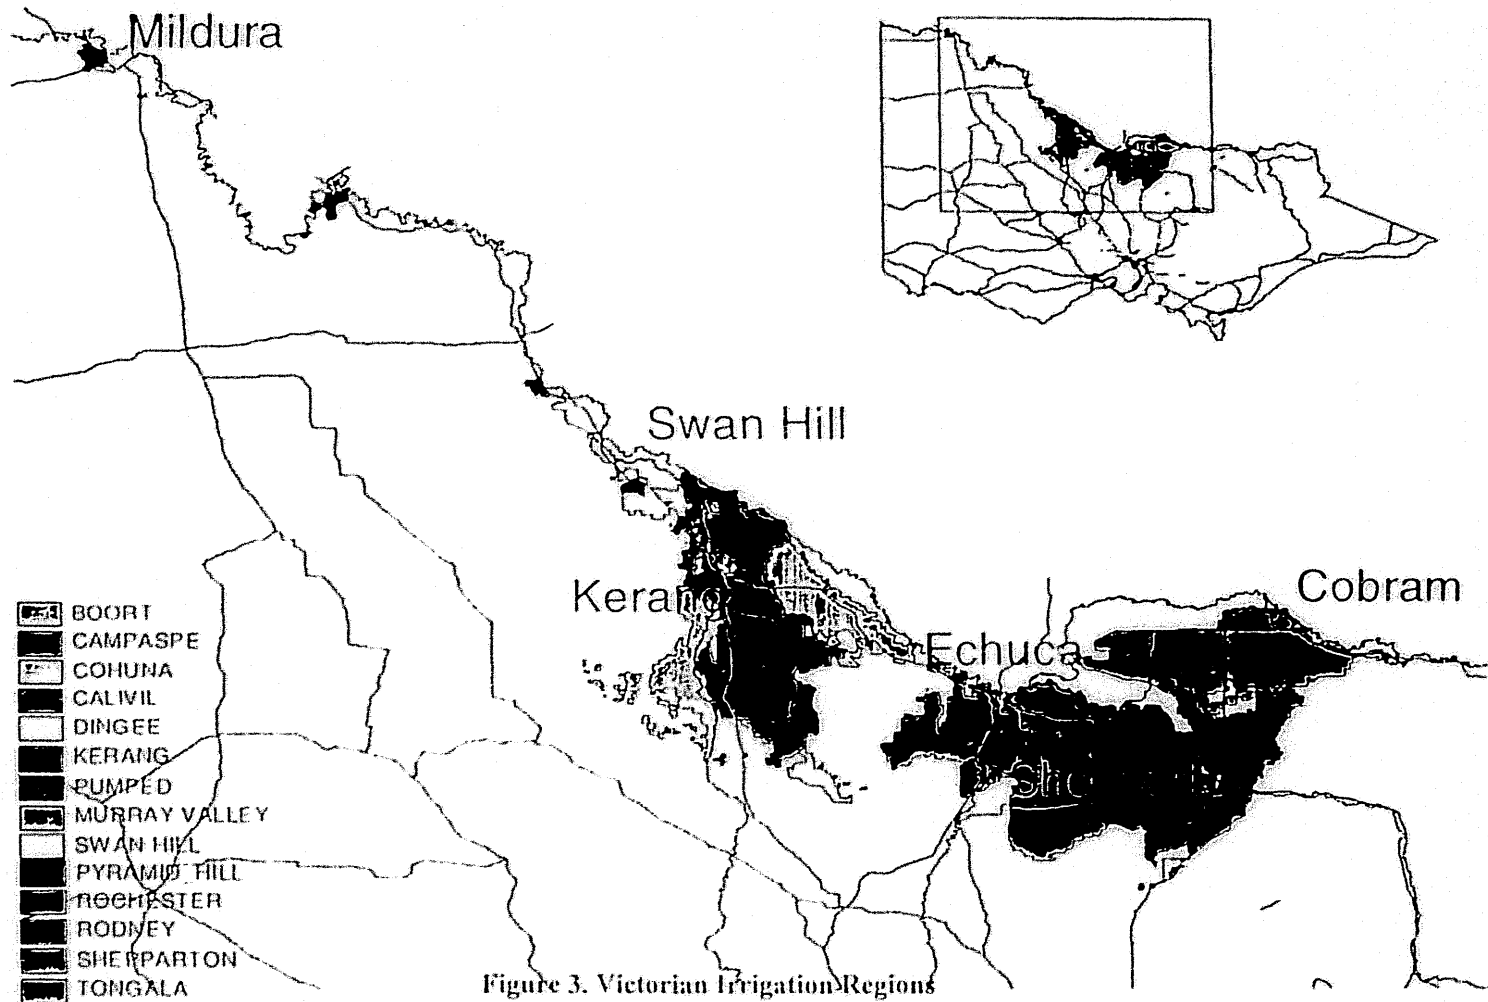 Mildura
Swan Hill
Kerang
Echuca
Cobram
BOORT
CAMPASPE
COHUNA
CALIVIL
DINGEE
KERANG
PUMPED
MURRAY VALLEY
SWAN HILL
PYRAMID HILL
ROCHESTER
RODNEY
SHEPPARTON
TONGALA
Figure 3. Victorian Irrigation Regions